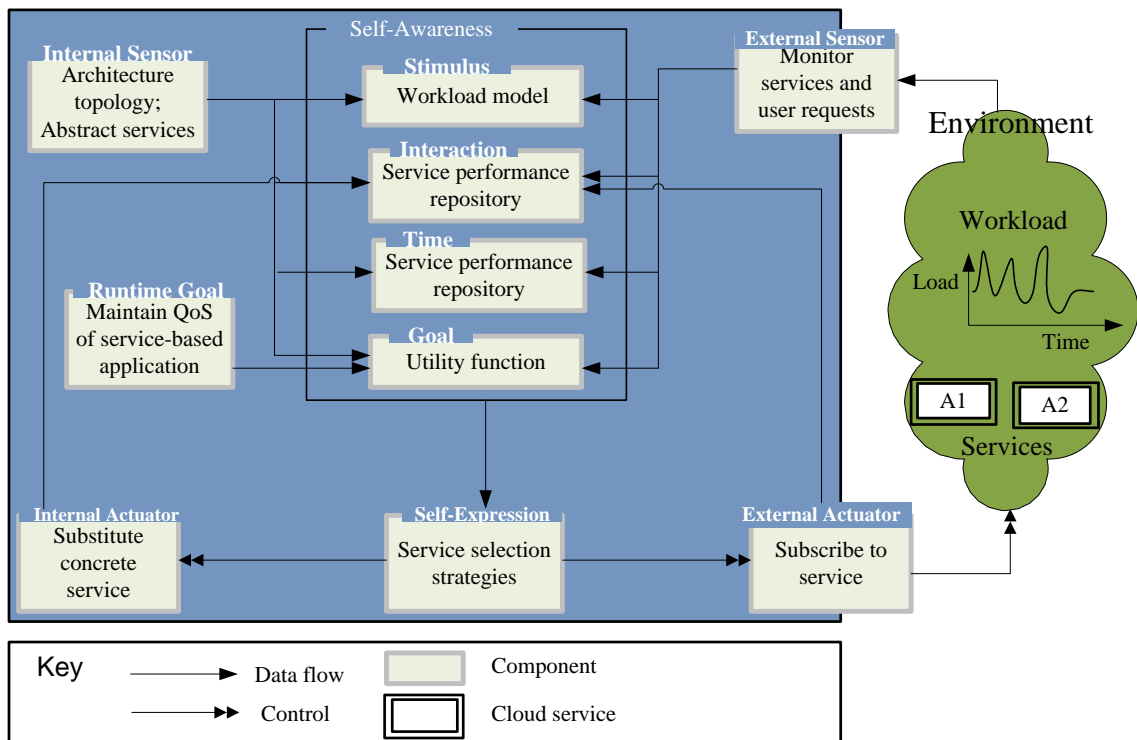 Self-Awareness
Internal Sensor
Architecture
topology;
Abstract services
Stimulus
Workload model
External Sensor
Monitor
services and
user requests
Environment
Interaction
Service performance
repository
Time
Service performance
repository
Workload
Load
Time
Runtime Goal
Maintain QoS
of service-based
application
Goal
Utility function
A1
A2
Services
Internal Actuator
Substitute
concrete
service
Self-Expression
Service selection
strategies
External Actuator
Subscribe to
service
Key
Data flow
Component
Control
Cloud service